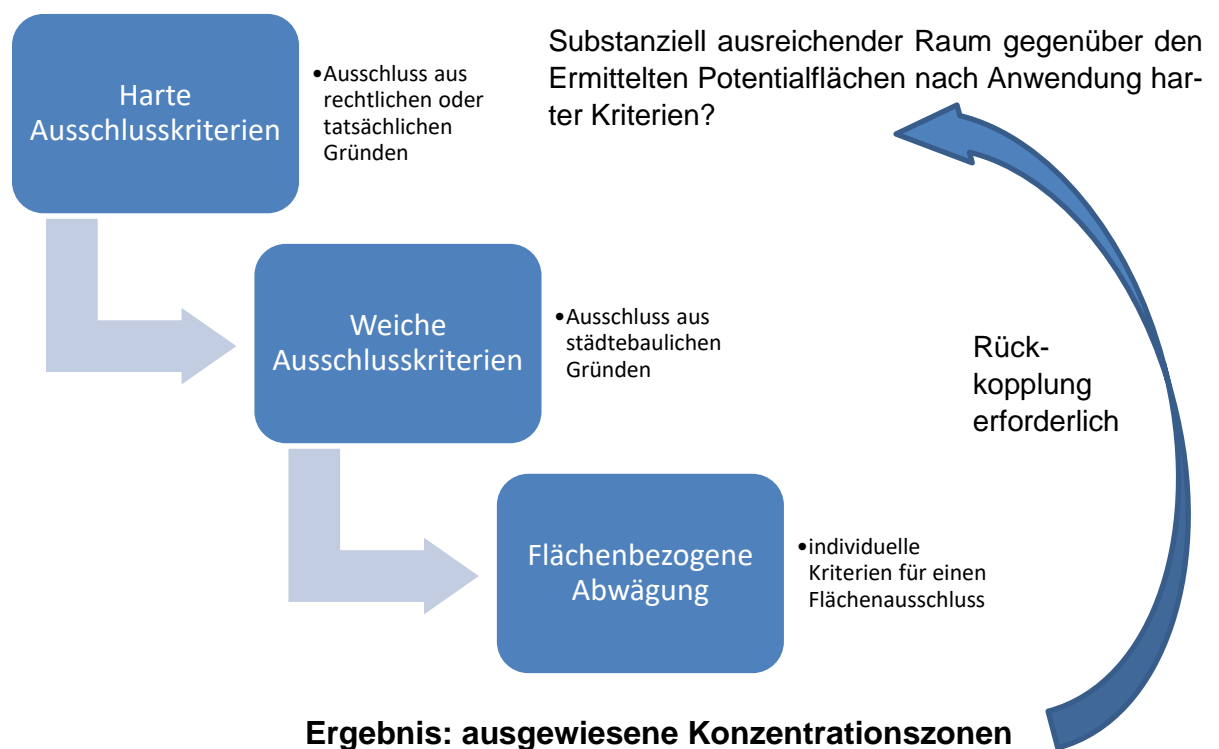 Harte
Ausschlusskriterien
•Ausschluss aus
rechtlichen oder
tatsächlichen
Gründen
Substanziell ausreichender Raum gegenüber den
Ermittelten Potentialflächen nach Anwendung har-
ter Kriterien?
Weiche
Ausschlusskriterien
•Ausschluss aus
städtebaulichen
Gründen
Rück-
kopplung
erforderlich
Flächenbezogene
Abwägung
•individuelle
Kriterien für einen
Flächenausschluss
Ergebnis: ausgewiesene Konzentrationszonen